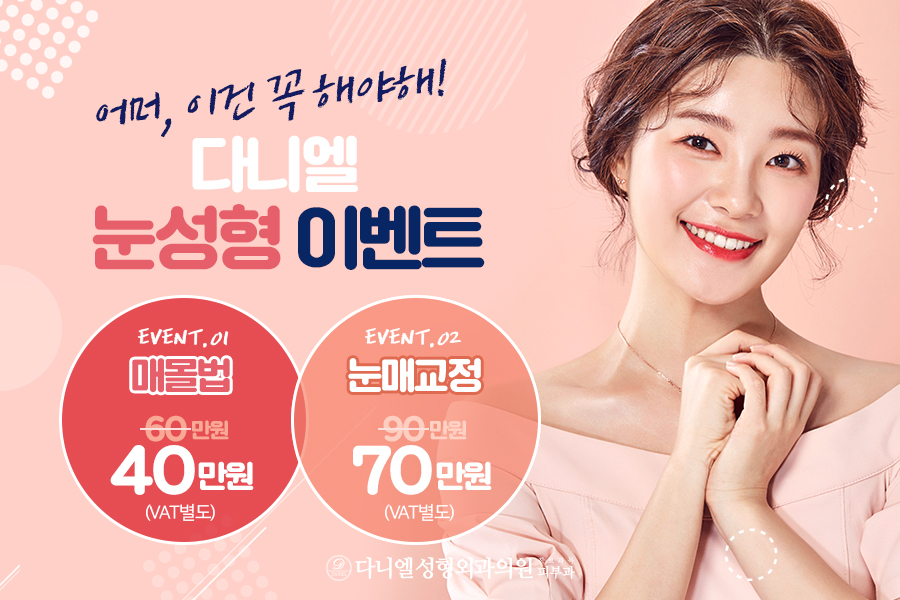 어머, 이건 꼭 해야해!
다니엘
눈성형 이벤트
EVENT.01
매몰법
60만원
40만원
(VAT별도)
EVENT.02
눈매교정
90만원
70만원
(VAT별도)
다니엘성형외과의원 피부과